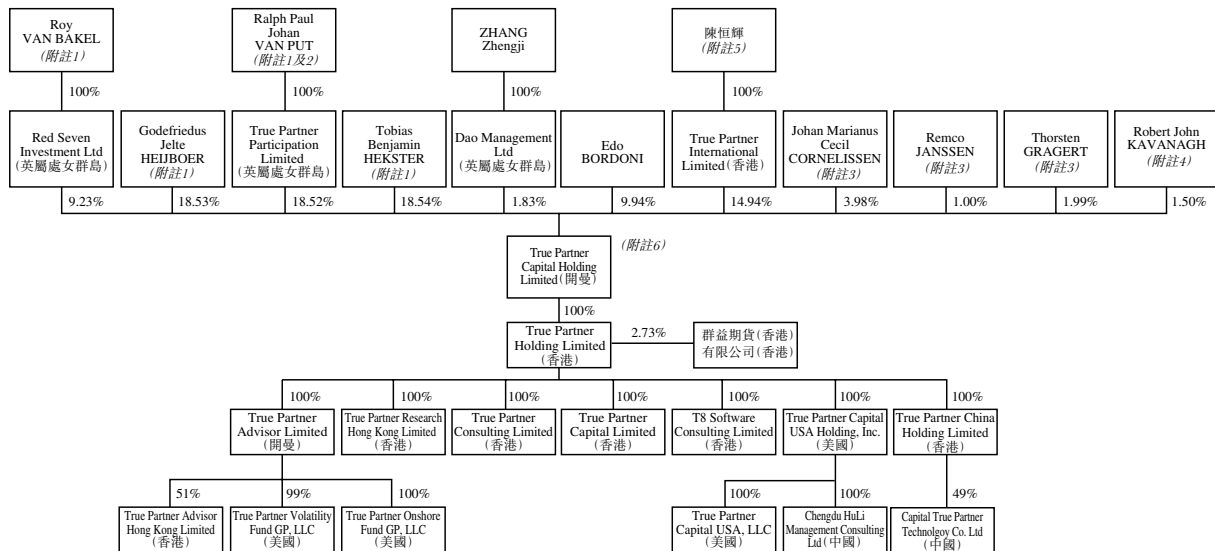 Roy
VAN BAKEL
(附註1)
Ralph Paul
Johan
VAN PUT
(附註1及2)
ZHANG
Zhengji
陳恒輝
(附註5)
100%
100%
100%
100%
Red Seven
Investment Ltd
(英屬處女群島)
Godefriedus
Jelte
HEIJBOER
(附註1)
True Partner
Participation
Limited
(英屬處女群島)
Tobias
Benjamin
HEKSTER
(附註1)
Dao Management
Ltd
(英屬處女群島)
Edo
BORDONI
True Partner
International
Limited(香港)
Johan Marianus
Cecil
CORNELISSEN
(附註3)
Remco
JANSSEN
(附註3)
Thorsten
GRAGERT
(附註3)
Robert John
KAVANAGH
(附註4)
9.23%
18.53%
18.52%
18.54%
1.83%
9.94%
14.94%
3.98%
1.00%
1.99%
1.50%
True Partner
Capital Holding
Limited(開曼)
(附註6)
100%
True Partner
Holding Limited
(香港)
2.73%
群益期貨(香港)
有限公司(香港)
100%
100%
100%
100%
100%
100%
100%
True Partner
Advisor Limited
(開曼)
True Partner Research
Hong Kong Limited
(香港)
True Partner
Consulting Limited
(香港)
True Partner
Capital Limited
(香港)
T8 Software
Consulting Limited
(香港)
True Partner Capital
USA Holding, Inc.
(美國)
True Partner China
Holding Limited
(香港)
51%
99%
100%
100%
100%
49%
True Partner Advisor
Hong Kong Limited
(香港)
True Partner Volatility
Fund GP, LLC
(美國)
True Partner Onshore
Fund GP, LLC
(美國)
True Partner
Capital USA, LLC
(美國)
Chengdu HuLi
Management Consulting
Ltd(中國)
Capital True Partner
Technlogoy Co. Ltd
(中國)